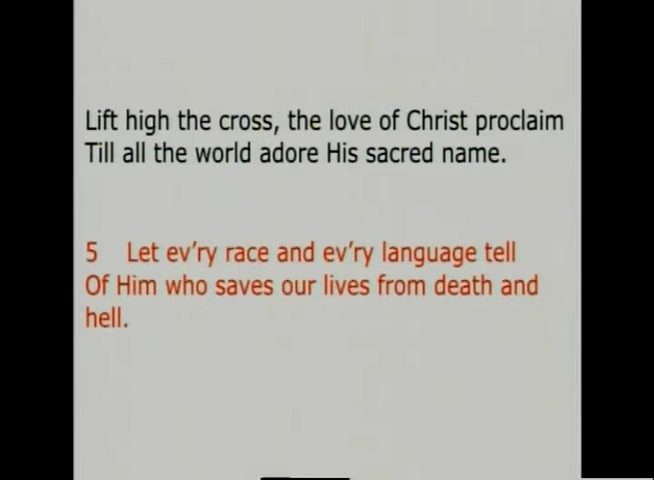 Lift high the cross, the love of Christ proclaim
Till all the world adore His sacred name.
5 Let ev'ry race and ev'ry language tell
Of Him who saves our lives from death and
hell.